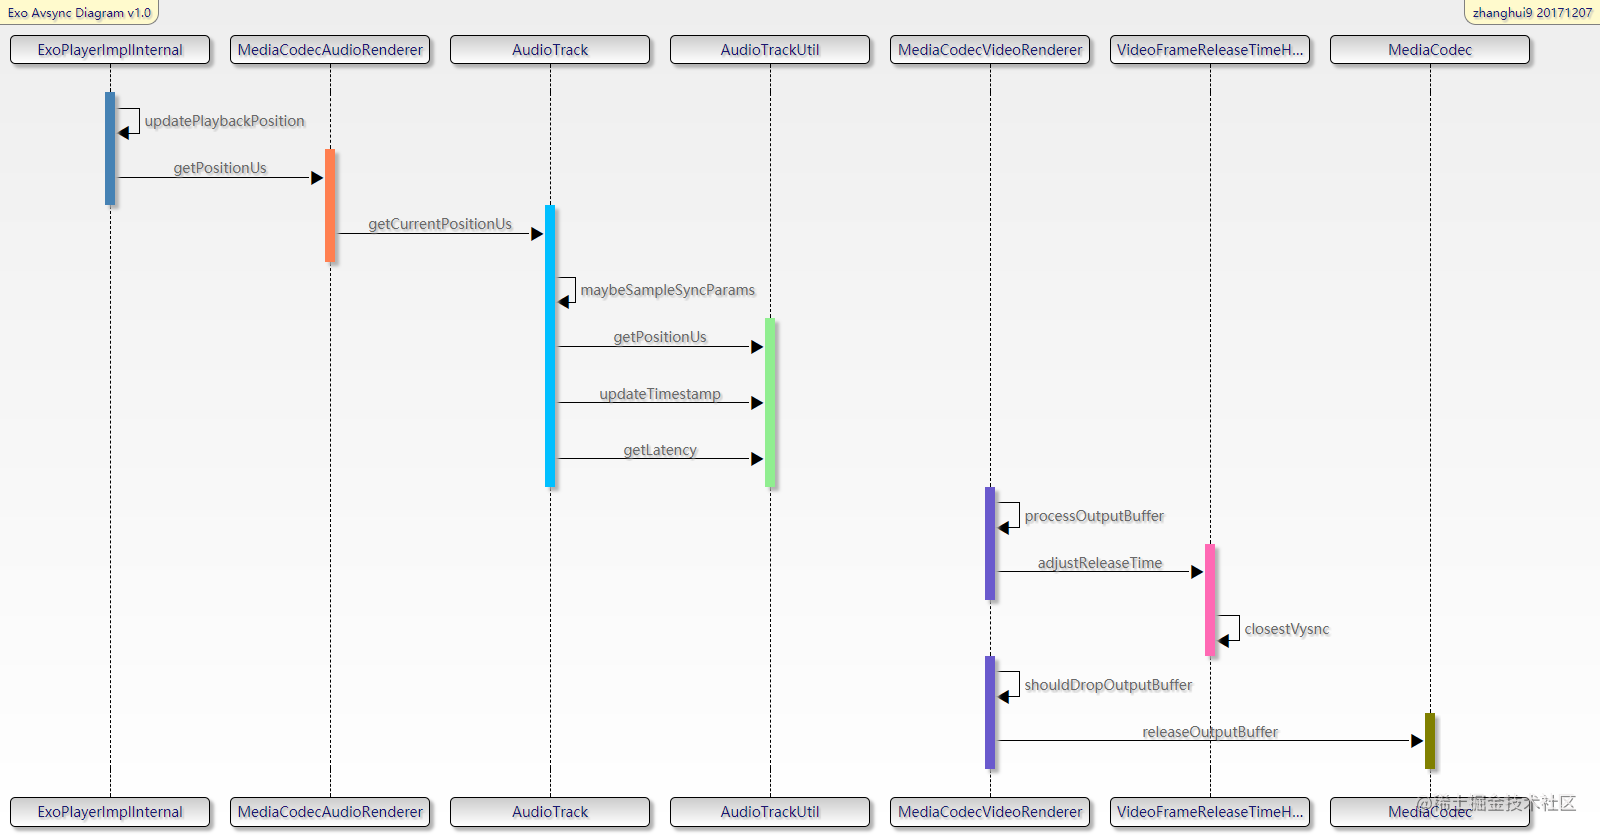 Exo Avsync Diagram v1.0
zhanghui9 20171207
ExoPlayerImplInternal
MediaCodecAudioRenderer
AudioTrack
AudioTrackUtil
MediaCodecVideoRenderer
VideoFrameReleaseTimeH...
MediaCodec
updatePlaybackPosition
getPositionUs
getCurrentPositionUs
maybeSampleSyncParams
getPositionUs
updateTimestamp
getLatency
processOutputBuffer
adjustReleaseTime
closestVysnc
shouldDropOutputBuffer
releaseOutputBuffer
ExoPlayerImplInternal
MediaCodecAudioRenderer
AudioTrack
AudioTrackUtil
MediaCodecVideoRenderer
VideoFrameReleaseTimeH...
MediaCodec
@稀土掘金技术社区